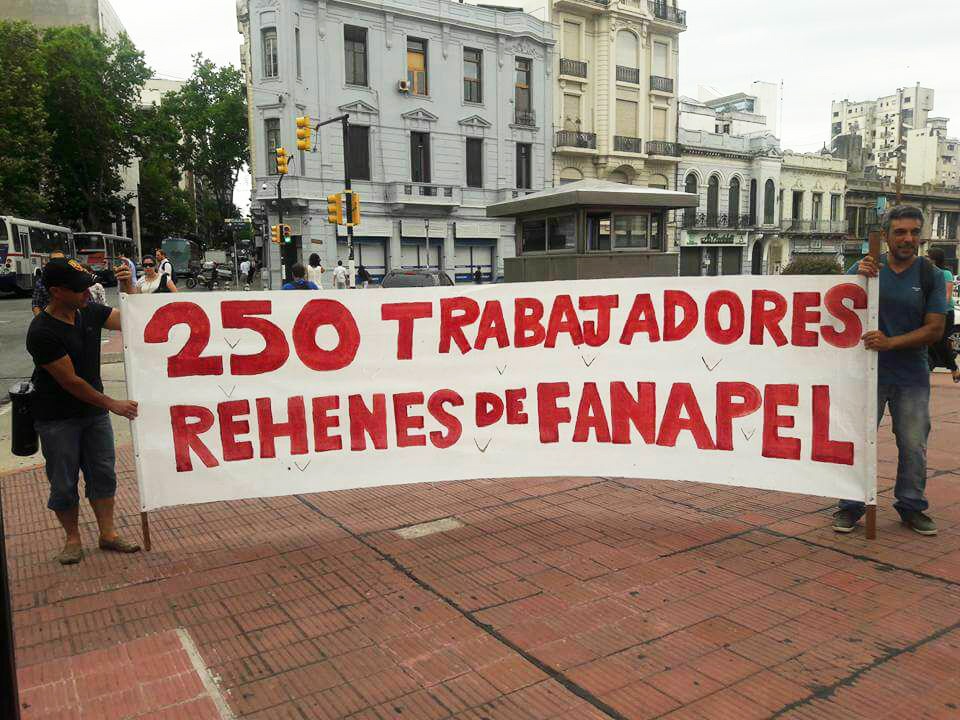 250 TRABAJADORES
REHENES DE FANAPEL